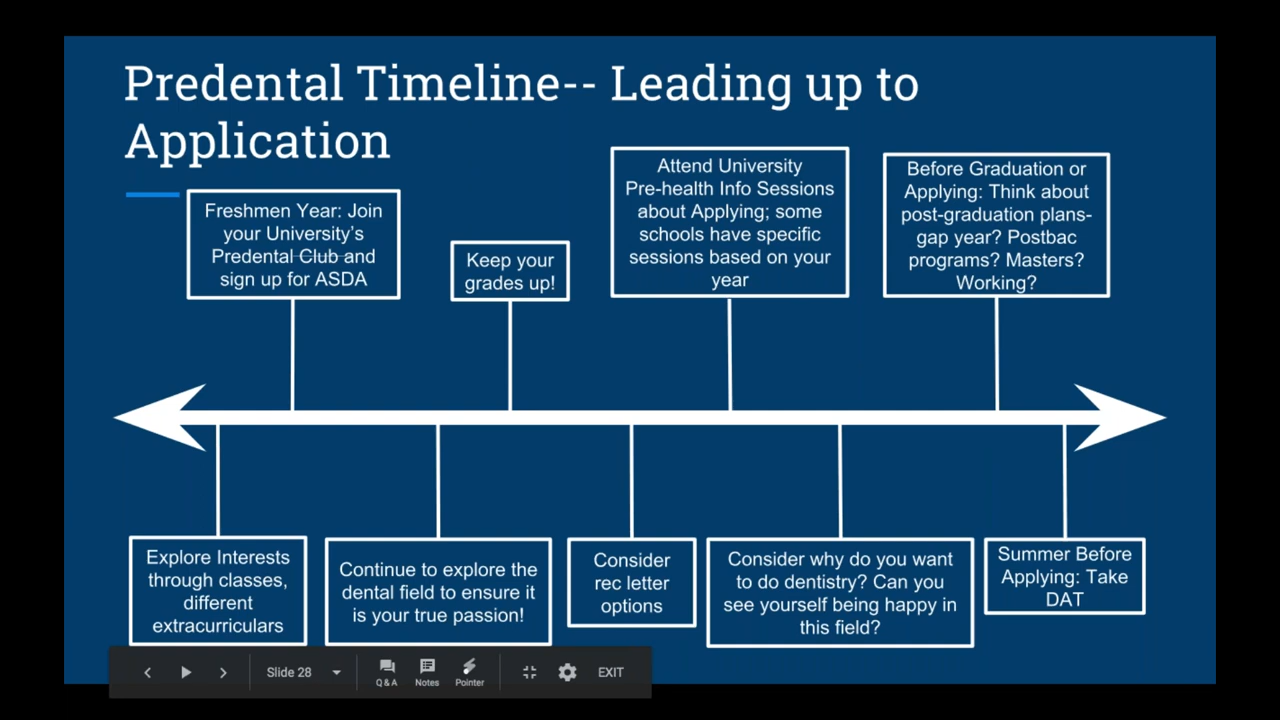 Predental Timeline-- Leading up to
Application
Freshmen Year: Join
your University's
Predental Club and
sign up for ASDA
Keep your
grades up!
Attend University
Pre-health Info Sessions
about Applying; some
schools have specific
sessions based on your
year
Before Graduation or
Applying: Think about
post-graduation plans-
gap year? Postbac
programs? Masters?
Working?
Explore Interests
through classes,
different
extracurriculars
Continue to explore the
dental field to ensure it
is your true passion!
Consider
rec letter
options
Consider why do you want
to do dentistry? Can you
see yourself being happy in
this field?
Summer Before
Applying: Take
DAT
Slide 28
Q & A
Notes
Pointer
EXIT